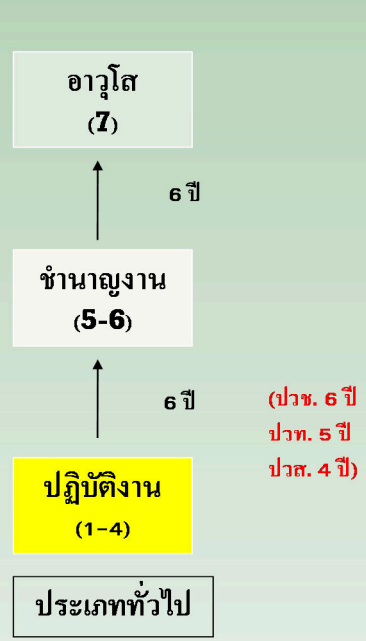 อาวุโส
(7)
6 ปี
ชำนาญงาน
(5-6)
6 ปี
(ปวช. 6 ปี
ปวท. 5 ปี
ปวส. 4 ปี)
ปฏิบัติงาน
(1-4)
ประเภททั่วไป